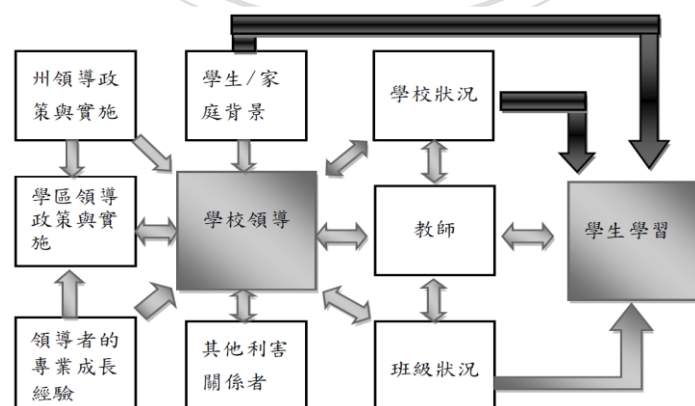 州領導政
策與實施
學生/家
庭背景
學校狀況
學區領導
政策與實
施
學校領導
教師
學生學習
領導者的
專業成長
經驗
其他利害
關係者
班級狀況